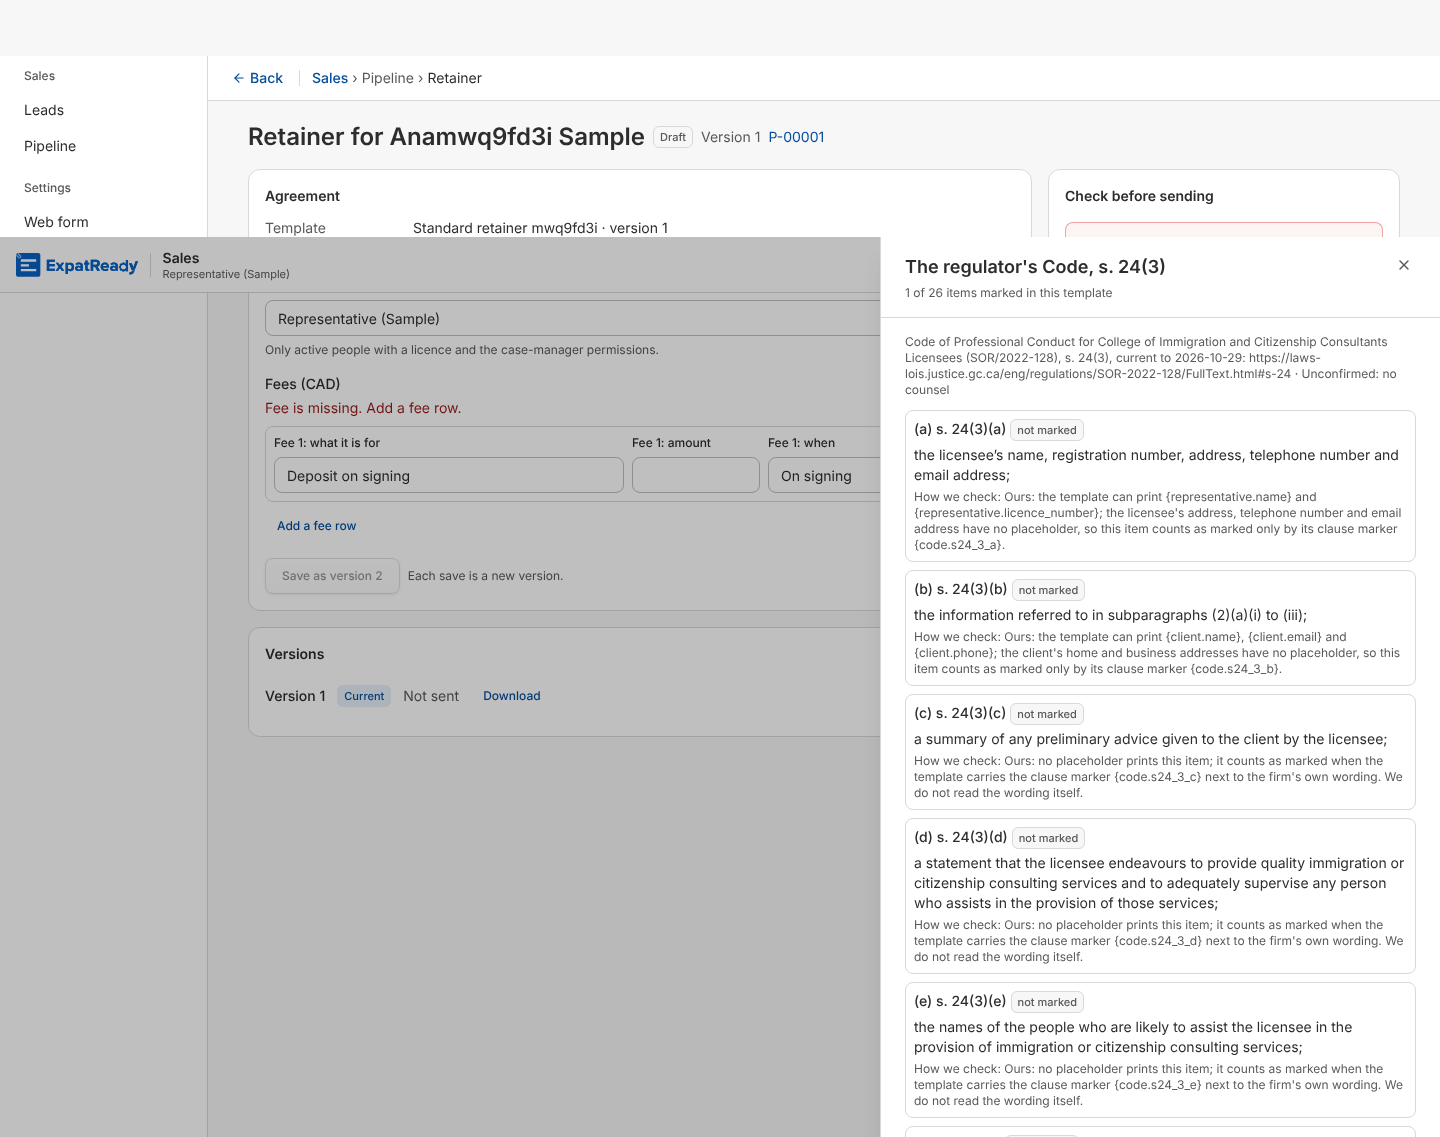 Sales
Leads
Pipeline
Settings
Web form
← Back
Sales › Pipeline › Retainer
Retainer for Anamwq9fd3i Sample Draft Version 1 P-00001
Agreement
Template Standard retainer mwq9fd3i · version 1
Check before sending
ExpatReady
Sales
Representative (Sample)
Representative (Sample)
Only active people with a licence and the case-manager permissions.
Fees (CAD)
Fee is missing. Add a fee row.
Fee 1: what it is for Fee 1: amount Fee 1: when
Deposit on signing On signing
Add a fee row
Save as version 2 Each save is a new version.
Versions
Version 1 Current Not sent Download
The regulator's Code, s. 24(3)
1 of 26 items marked in this template
Code of Professional Conduct for College of Immigration and Citizenship Consultants
Licensees (SOR/2022-128), s. 24(3), current to 2026-10-29: https://laws-
lois.justice.gc.ca/eng/regulations/SOR-2022-128/FullText.html#s-24 · Unconfirmed: no
counsel
(a) s. 24(3)(a) not marked
the licensee’s name, registration number, address, telephone number and
email address;
How we check: Ours: the template can print {representative.name} and
{representative.licence_number}; the licensee's address, telephone number and email
address have no placeholder, so this item counts as marked only by its clause marker
{code.s24_3_a}.
(b) s. 24(3)(b) not marked
the information referred to in subparagraphs (2)(a)(i) to (iii);
How we check: Ours: the template can print {client.name}, {client.email} and
{client.phone}; the client's home and business addresses have no placeholder, so this
item counts as marked only by its clause marker {code.s24_3_b}.
(c) s. 24(3)(c) not marked
a summary of any preliminary advice given to the client by the licensee;
How we check: Ours: no placeholder prints this item; it counts as marked when the
template carries the clause marker {code.s24_3_c} next to the firm's own wording. We
do not read the wording itself.
(d) s. 24(3)(d) not marked
a statement that the licensee endeavours to provide quality immigration or
citizenship consulting services and to adequately supervise any person
who assists in the provision of those services;
How we check: Ours: no placeholder prints this item; it counts as marked when the
template carries the clause marker {code.s24_3_d} next to the firm's own wording. We
do not read the wording itself.
(e) s. 24(3)(e) not marked
the names of the people who are likely to assist the licensee in the
provision of immigration or citizenship consulting services;
How we check: Ours: no placeholder prints this item; it counts as marked when the
template carries the clause marker {code.s24_3_e} next to the firm's own wording. We
do not read the wording itself.